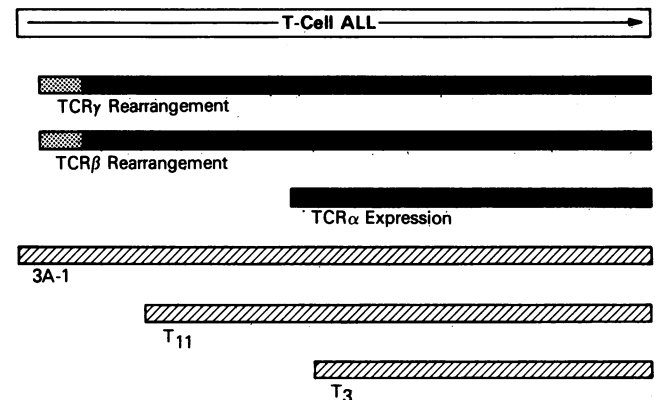 T-Cell ALL
TCRγ Rearrangement
TCRβ Rearrangement
TCRα Expression
3A-1
T₁₁
T₃